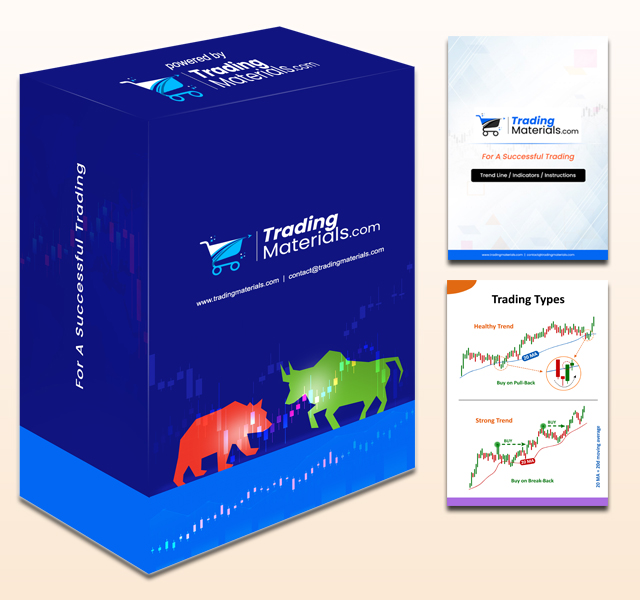 powered by
Trading
Materials.com
For A Successful Trading
Trading
Materials.com
www.tradingmaterials.com | contact@tradingmaterials.com
Trading
Materials.com
For A Successful Trading
Trend Line / Indicators / Instructions
www.tradingmaterials.com | contact@tradingmaterials.com
Trading Types
Healthy Trend
20 MA
Buy on Pull-Back
Strong Trend
BUY
BUY
20 MA
Buy on Break-Back
20 MA = 20d moving average